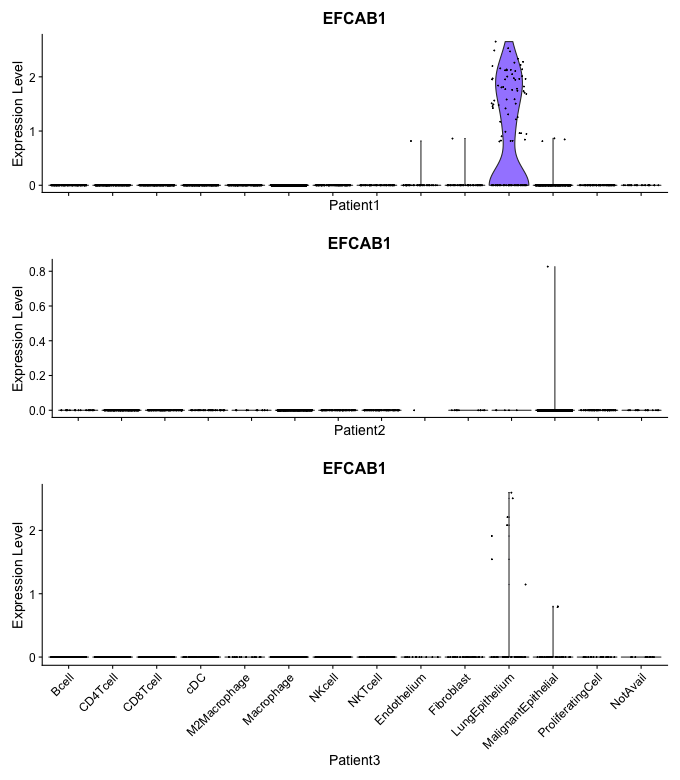 EFCAB1
Expression Level
2
1
0
Patient1
EFCAB1
Expression Level
0.8
0.6
0.4
0.2
0.0
Patient2
EFCAB1
Expression Level
2
1
0
Bcell
CD4Tcell
CD8Tcell
cDC
M2Macrophage
Macrophage
NKcell
NKTcell
Endothelium
Fibroblast
LungEpithelium
MalignantEpithelial
ProliferatingCell
NotAvail
Patient3